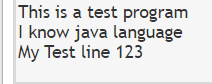 This is a test program
I know java language
My Test line 123